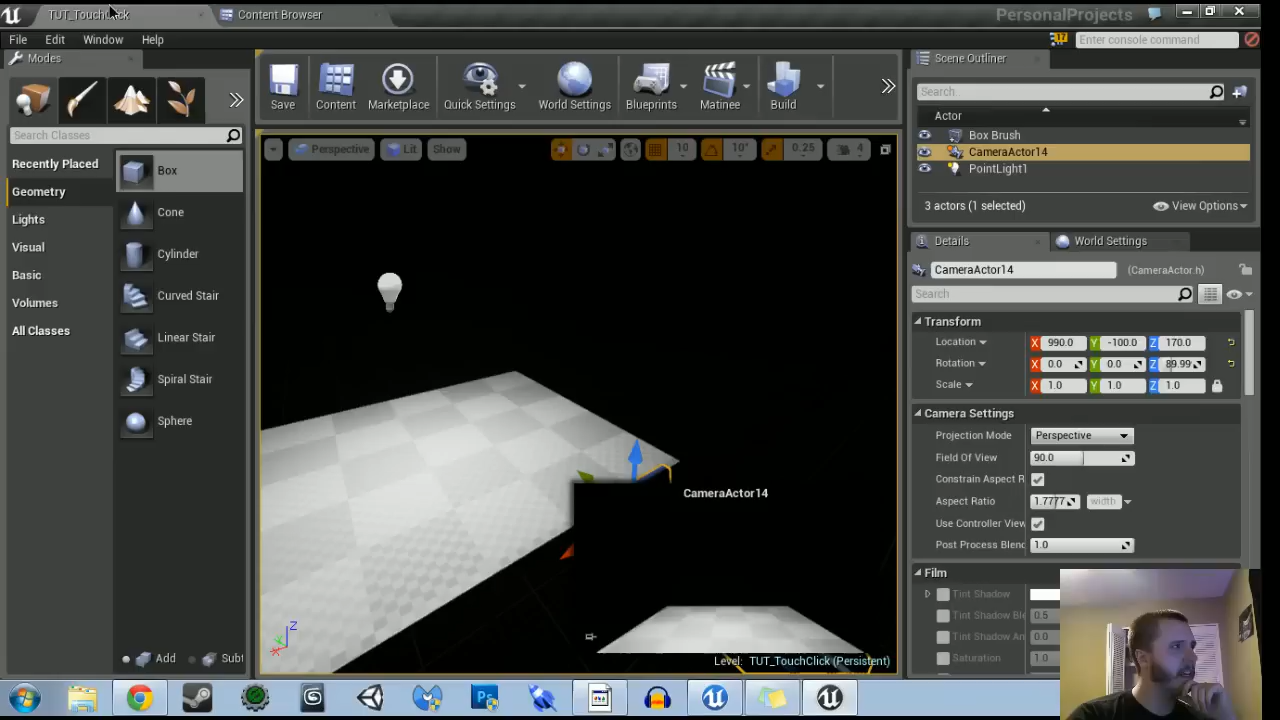 TUT_TouchClick
Content Browser
PersonalProjects
File Edit Window Help
17
Enter console command
Modes
Search Classes
Recently Placed
Geometry
Lights
Visual
Basic
Volumes
All Classes
Box
Cone
Cylinder
Curved Stair
Linear Stair
Spiral Stair
Sphere
Add
Subt
Save
Content
Marketplace
Quick Settings
World Settings
Blueprints
Matinee
Build
Perspective
Lit
Show
10
10°
0.25
4
CameraActor14
X Z
Level: TUT_TouchClick (Persistent)
Scene Outliner
Search...
Actor
Box Brush
CameraActor14
PointLight1
3 actors (1 selected)
View Options
Details
World Settings
CameraActor14
(CameraActor.h)
Search
Transform
Location X 990.0 Y -100.0 Z 170.0
Rotation X 0.0 Y 0.0 Z 89.99
Scale X 1.0 Y 1.0 Z 1.0
Camera Settings
Projection Mode Perspective
Field Of View 90.0
Constrain Aspect R
Aspect Ratio 1.7777 width
Use Controller View
Post Process Blend 1.0
Film
Tint Shadow
Tint Shadow Ble 0.5
Tint Shadow An 0.0
Saturation 1.0
Ps